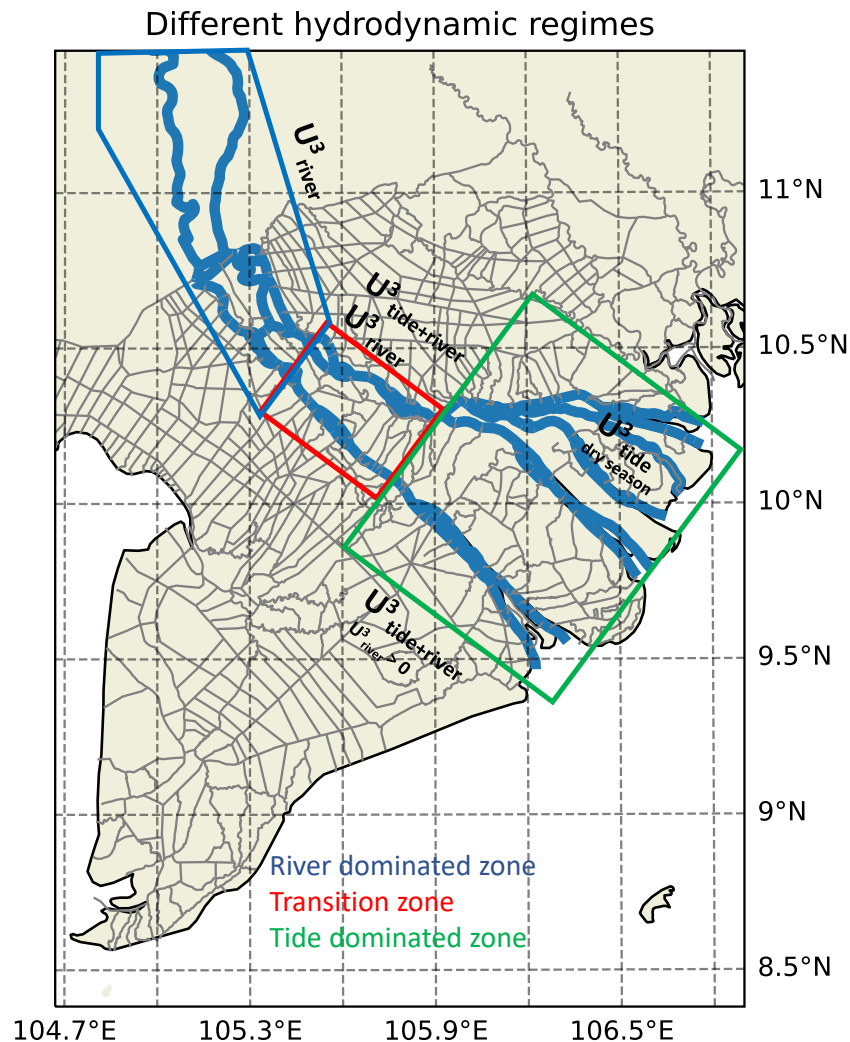 Different hydrodynamic regimes
U³ river
11°N
U³ tide+river
U³ river
10.5°N
U³ tide
dry season
10°N
U³ tide+river
U³ river > 0
9.5°N
9°N
River dominated zone
Transition zone
Tide dominated zone
8.5°N
104.7°E 105.3°E 105.9°E 106.5°E